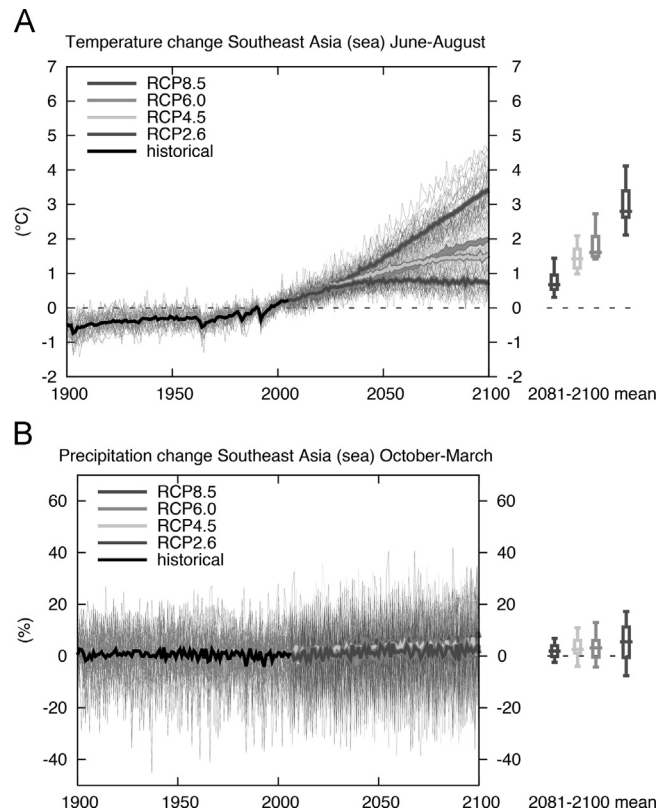 A
Temperature change Southeast Asia (sea) June-August
7 7
RCP8.5
6 6
RCP6.0
5 RCP4.5 5
RCP2.6
4 historical 4
3 3
(°C)
2 2
1 1
0 0
-1 -1
-2 -2
1900 1950 2000 2050 2100 2081-2100 mean
B
Precipitation change Southeast Asia (sea) October-March
RCP8.5
60 60
RCP6.0
RCP4.5
40 RCP2.6 40
historical
20 20
(%)
0 0
-20 -20
-40 -40
1900 1950 2000 2050 2100 2081-2100 mean